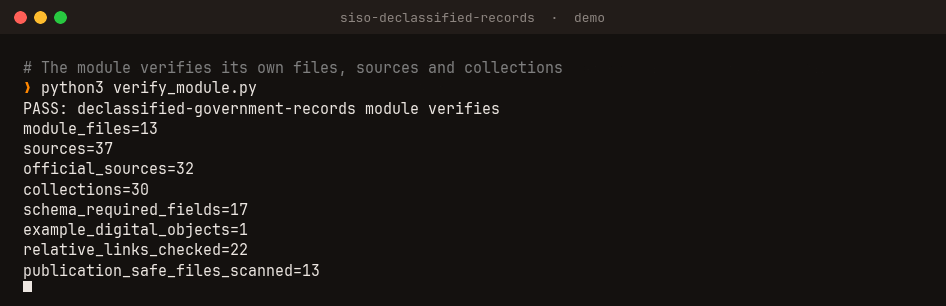 siso-declassified-records · demo
# The module verifies its own files, sources and collections
❯ python3 verify_module.py
PASS: declassified-government-records module verifies
module_files=13
sources=37
official_sources=32
collections=30
schema_required_fields=17
example_digital_objects=1
relative_links_checked=22
publication_safe_files_scanned=13